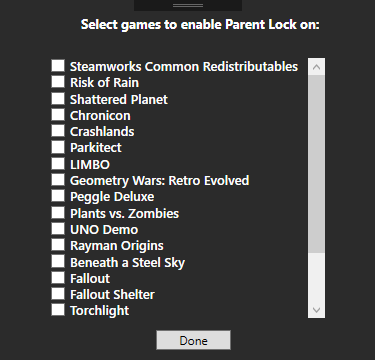 Select games to enable Parent Lock on:
Steamworks Common Redistributables
Risk of Rain
Shattered Planet
Chronicon
Crashlands
Parkitect
LIMBO
Geometry Wars: Retro Evolved
Peggle Deluxe
Plants vs. Zombies
UNO Demo
Rayman Origins
Beneath a Steel Sky
Fallout
Fallout Shelter
Torchlight
Done